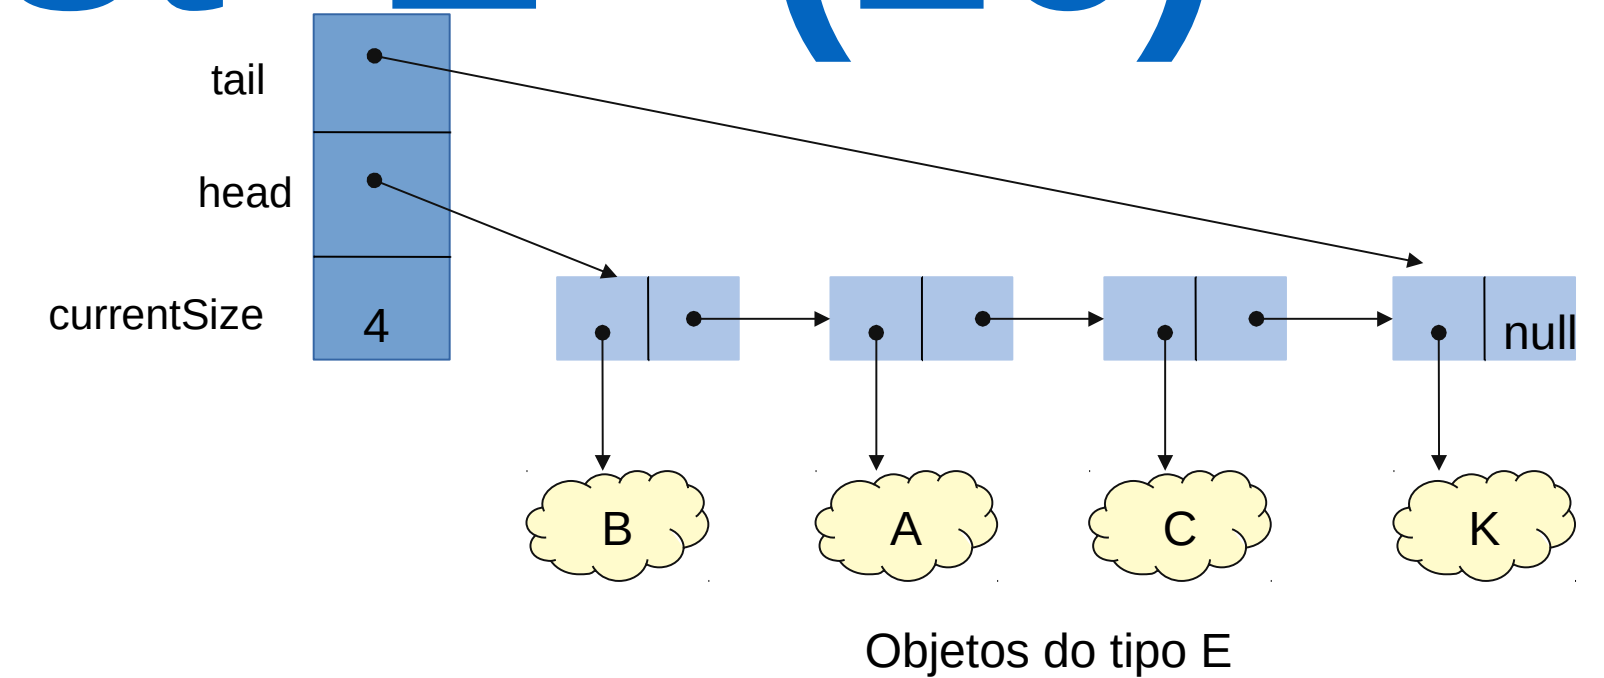 tail
head
currentSize
4
null
B
A
C
K
Objetos do tipo E